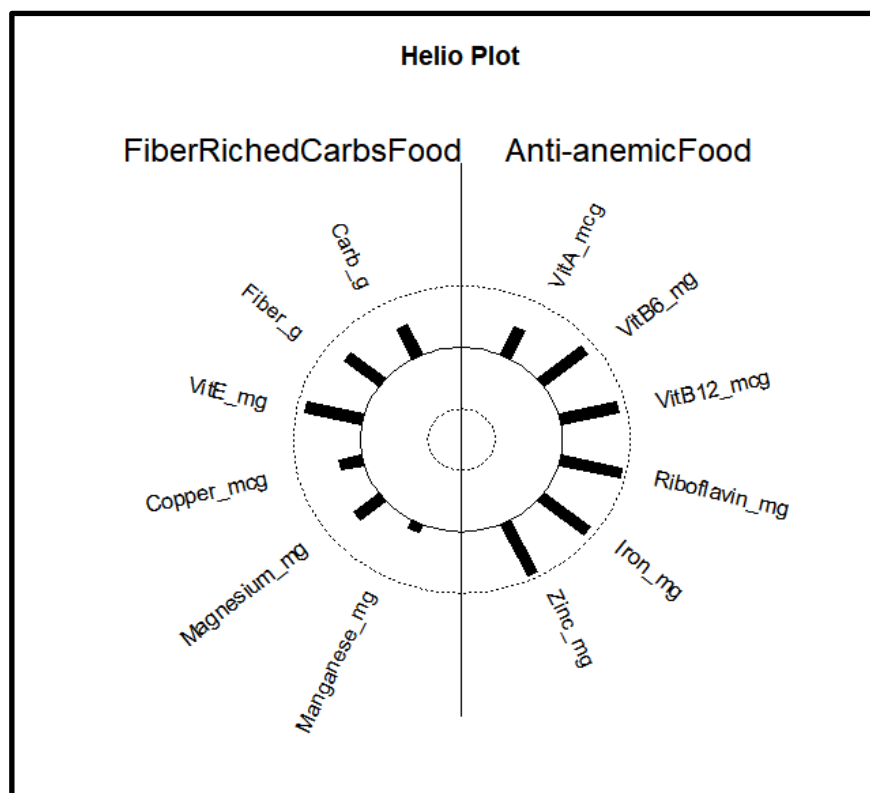 Helio Plot
FiberRichedCarbsFood
Anti-anemicFood
Carb_g
Fiber_g
VitE_mg
Copper_mcg
Magnesium_mg
Manganese_mg
VitA_mcg
VitB6_mg
VitB12_mcg
Riboflavin_mg
Iron_mg
Zinc_mg